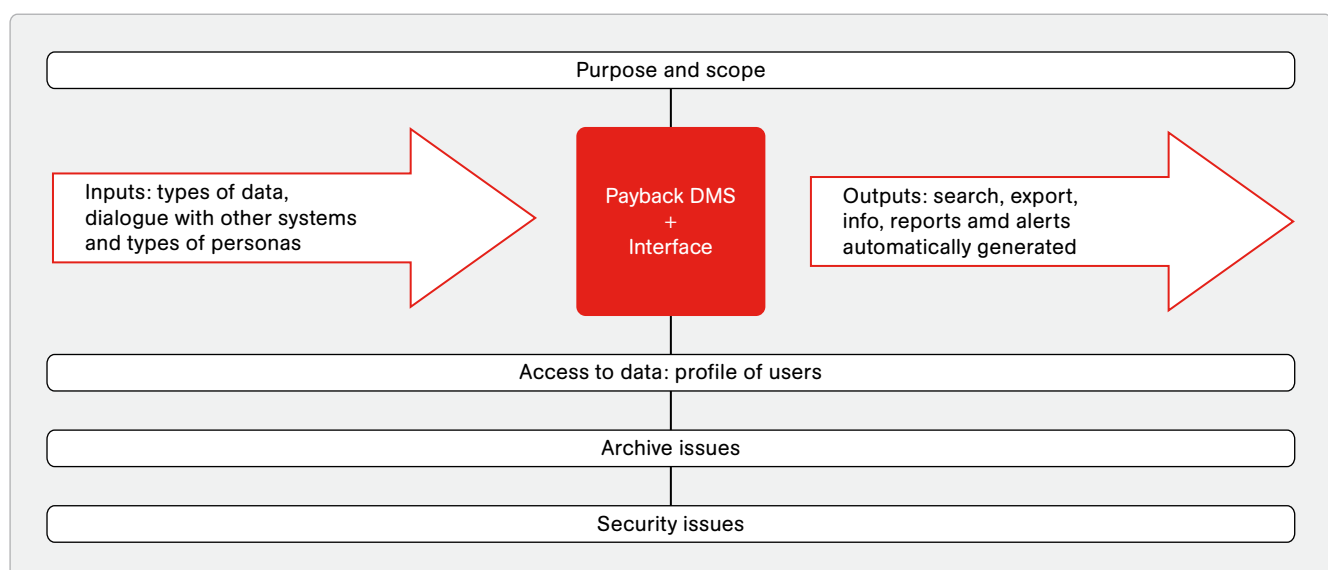 Purpose and scope
Inputs: types of data,
dialogue with other systems
and types of personas
Payback DMS
+
Interface
Outputs: search, export,
info, reports amd alerts
automatically generated
Access to data: profile of users
Archive issues
Security issues